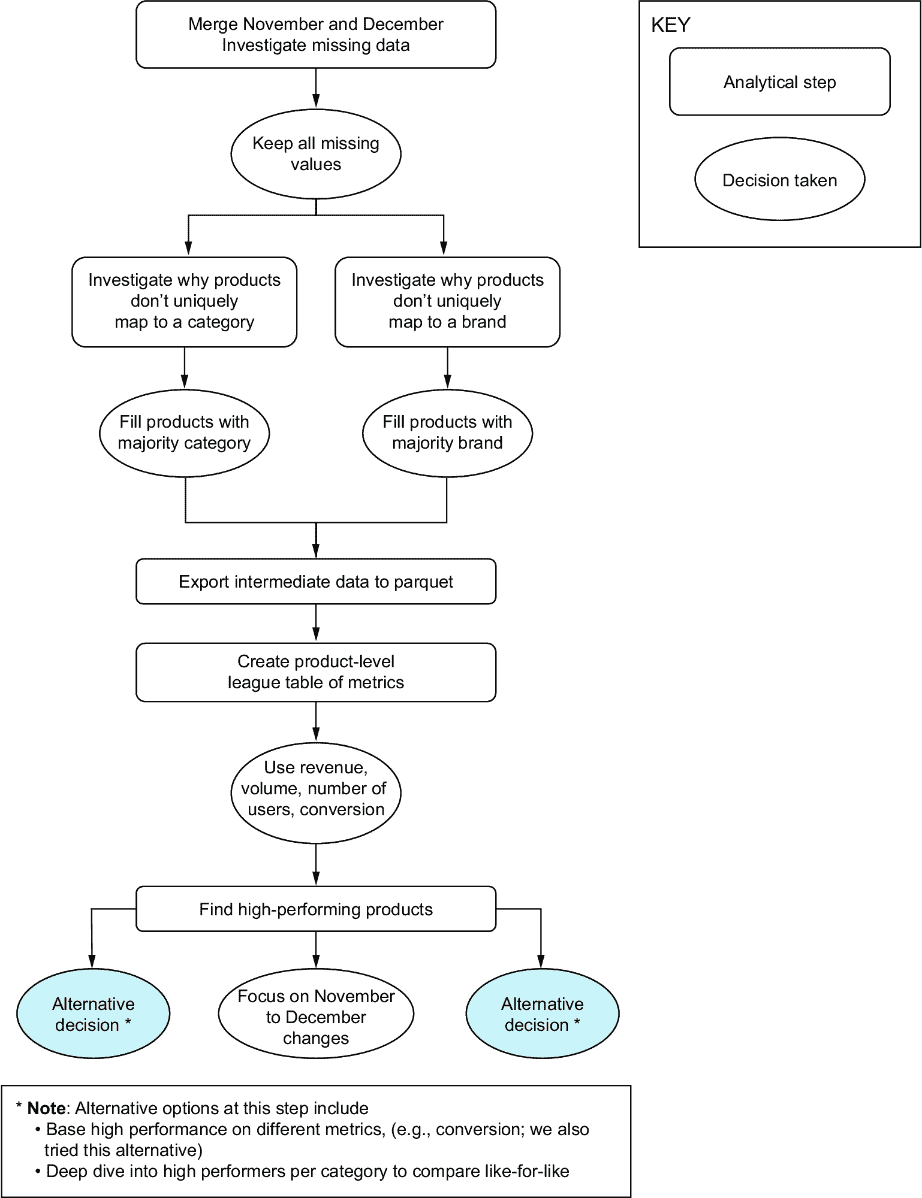 Merge November and December
Investigate missing data
KEY
Analytical step
Decision taken
Keep all missing
values
Investigate why products
don't uniquely
map to a category
Investigate why products
don't uniquely
map to a brand
Fill products with
majority category
Fill products with
majority brand
Export intermediate data to parquet
Create product-level
league table of metrics
Use revenue,
volume, number of
users, conversion
Find high-performing products
Alternative
decision *
Focus on November
to December
changes
Alternative
decision *
* Note: Alternative options at this step include
• Base high performance on different metrics, (e.g., conversion; we also
tried this alternative)
• Deep dive into high performers per category to compare like-for-like